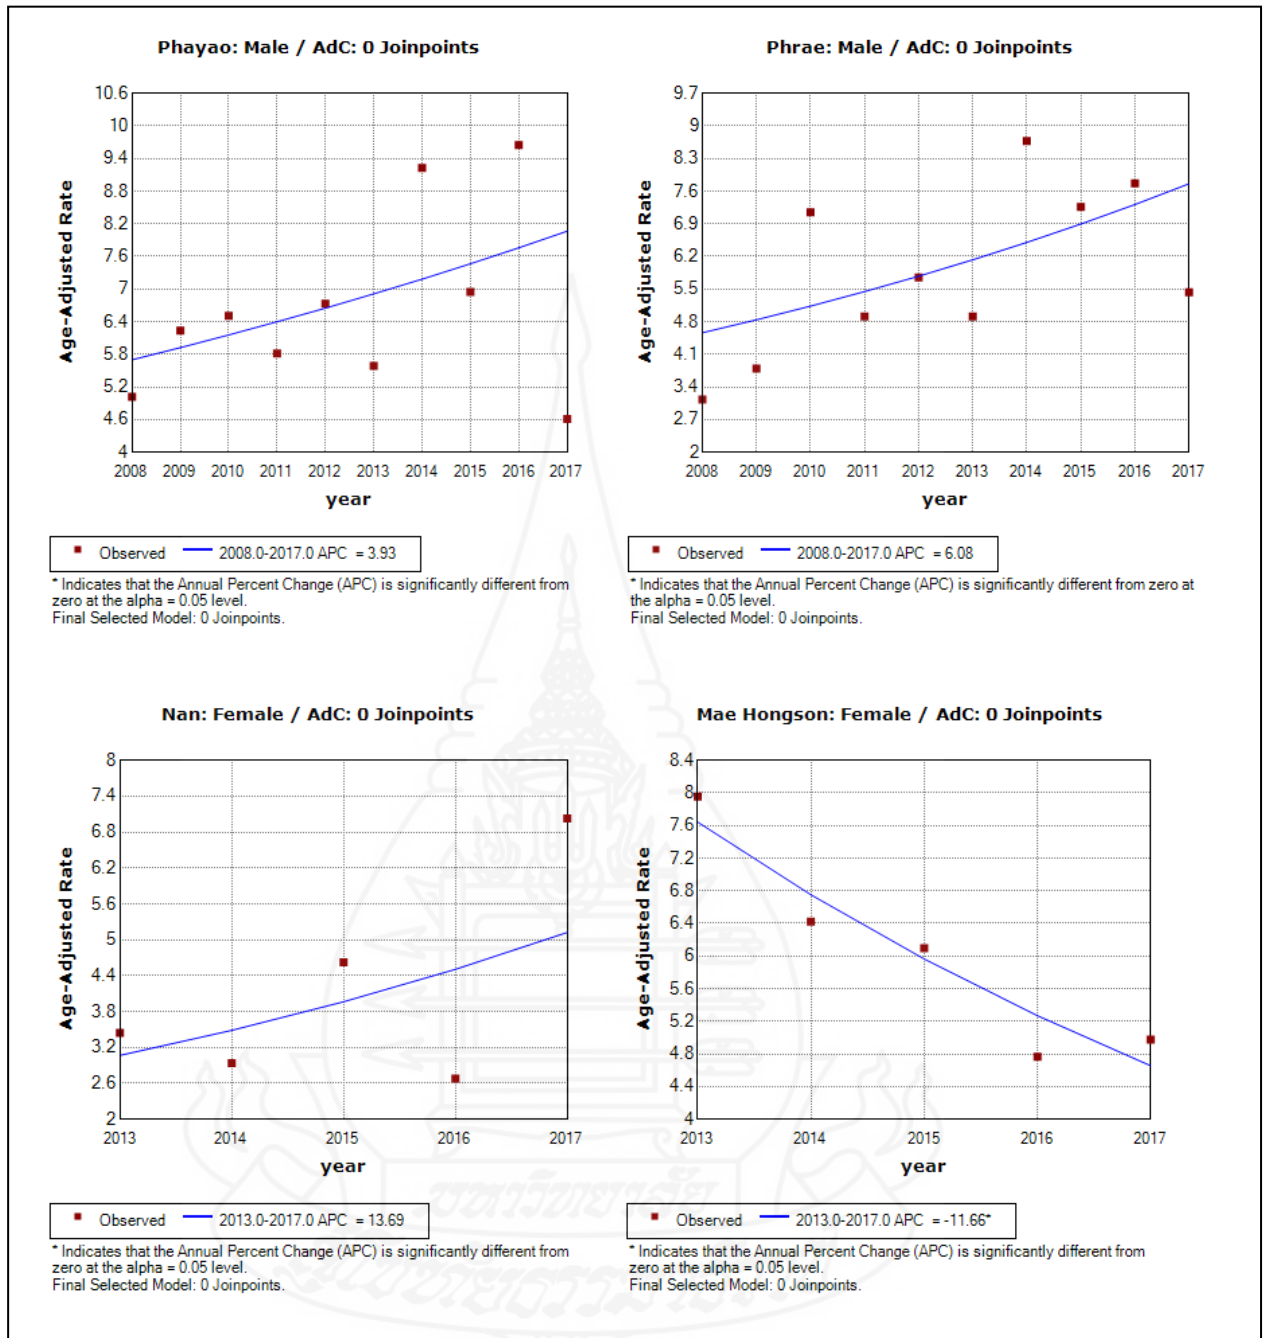 Phayao: Male / AdC: 0 Joinpoints
Age-Adjusted Rate
10.6
10
9.4
8.8
8.2
7.6
7
6.4
5.8
5.2
4.6
4
2008 2009 2010 2011 2012 2013 2014 2015 2016 2017
year
Observed 2008.0-2017.0 APC = 3.93
* Indicates that the Annual Percent Change (APC) is significantly different from
zero at the alpha = 0.05 level.
Final Selected Model: 0 Joinpoints.
Phrae: Male / AdC: 0 Joinpoints
Age-Adjusted Rate
9.7
9
8.3
7.6
6.9
6.2
5.5
4.8
4.1
3.4
2.7
2
2008 2009 2010 2011 2012 2013 2014 2015 2016 2017
year
Observed 2008.0-2017.0 APC = 6.08
* Indicates that the Annual Percent Change (APC) is significantly different from zero at
the alpha = 0.05 level.
Final Selected Model: 0 Joinpoints.
Nan: Female / AdC: 0 Joinpoints
Age-Adjusted Rate
8
7.4
6.8
6.2
5.6
5
4.4
3.8
3.2
2.6
2
2013 2014 2015 2016 2017
year
Observed 2013.0-2017.0 APC = 13.69
* Indicates that the Annual Percent Change (APC) is significantly different from
zero at the alpha = 0.05 level.
Final Selected Model: 0 Joinpoints.
Mae Hongson: Female / AdC: 0 Joinpoints
Age-Adjusted Rate
8.4
8
7.6
7.2
6.8
6.4
6
5.6
5.2
4.8
4.4
4
2013 2014 2015 2016 2017
year
Observed 2013.0-2017.0 APC = -11.66*
* Indicates that the Annual Percent Change (APC) is significantly different from
zero at the alpha = 0.05 level.
Final Selected Model: 0 Joinpoints.
มหาวิทยาลัย